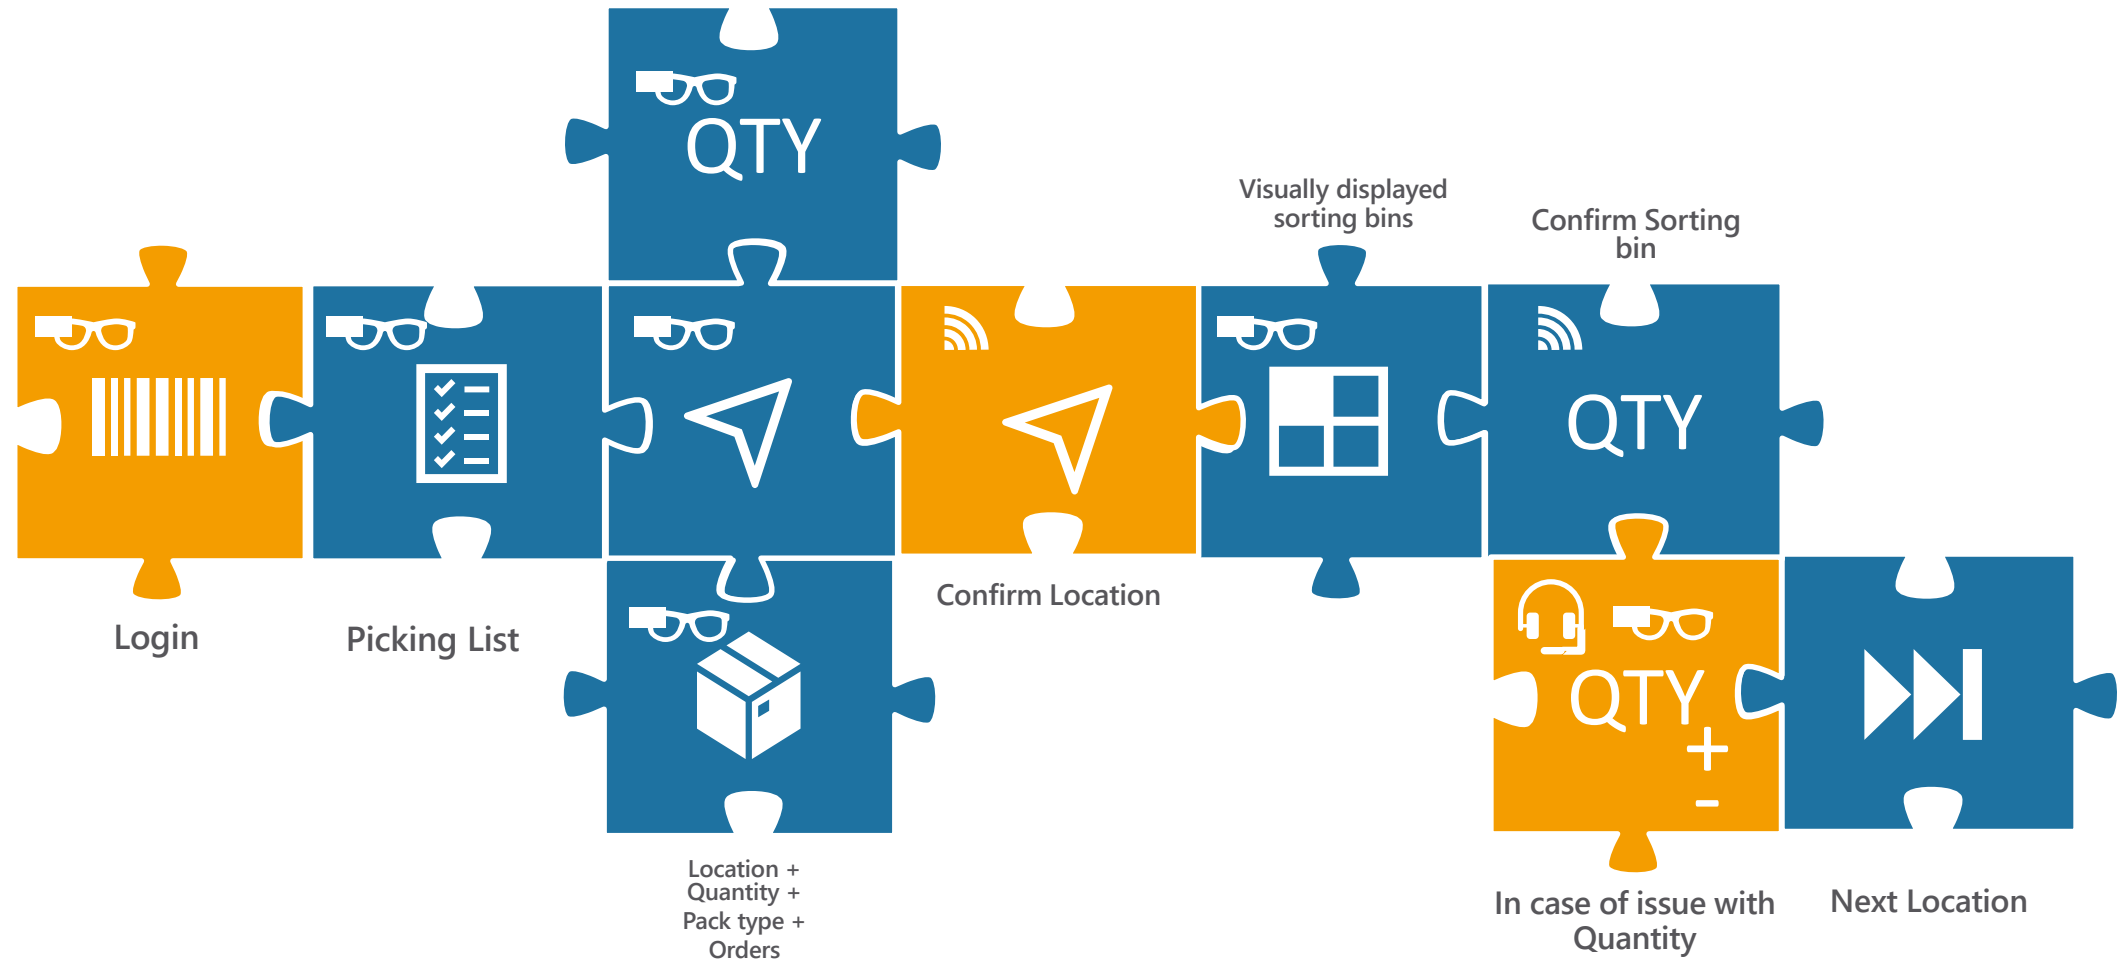 QTY
Visually displayed
sorting bins
Confirm Sorting
bin
QTY
Login
Picking List
Confirm Location
QTY
+
-
Location +
Quantity +
Pack type +
Orders
In case of issue with
Quantity
Next Location